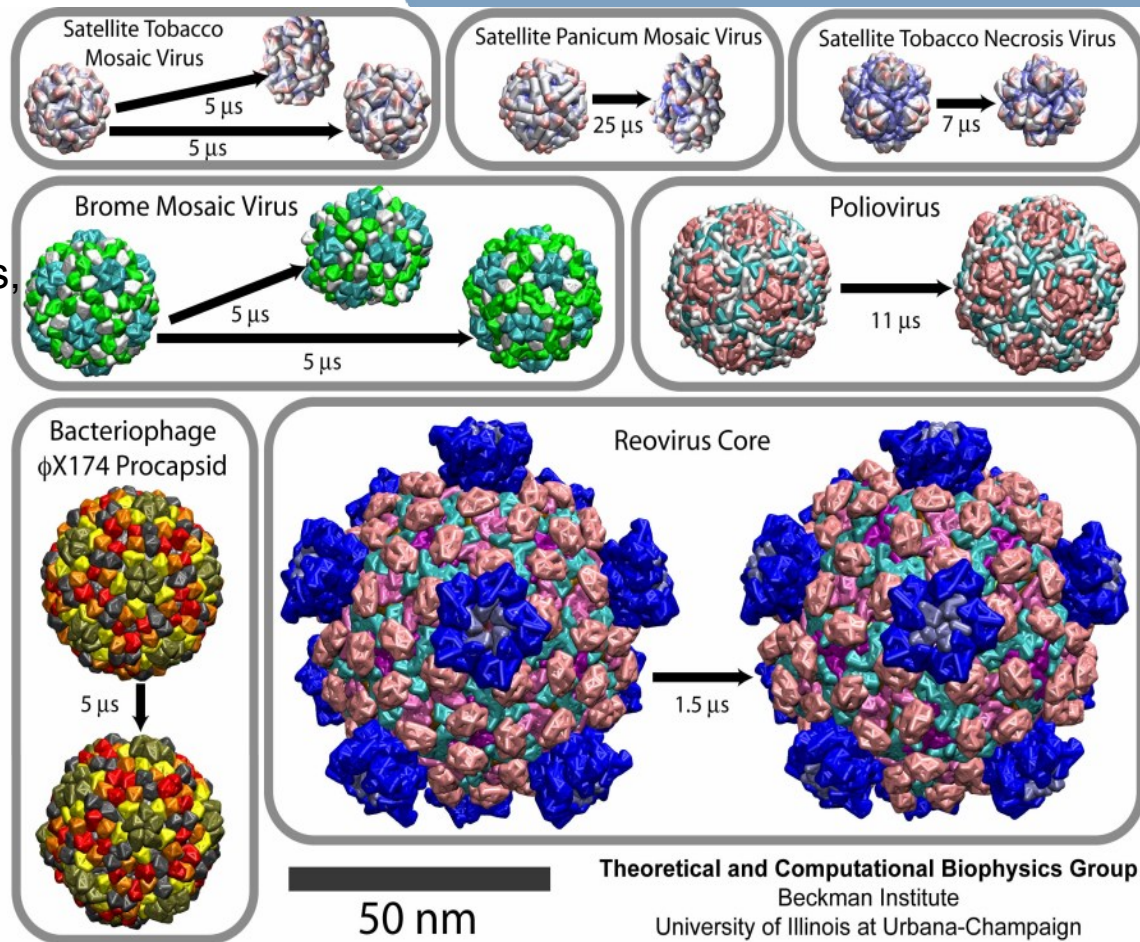 Satellite Tobacco
Mosaic Virus
5 μs
5 μs
Satellite Panicum Mosaic Virus
25 μs
Satellite Tobacco Necrosis Virus
7 μs
s,
Brome Mosaic Virus
5 μs
5 μs
Poliovirus
11 μs
Bacteriophage
ϕX174 Procapsid
5 μs
Reovirus Core
1.5 μs
50 nm
Theoretical and Computational Biophysics Group
Beckman Institute
University of Illinois at Urbana-Champaign